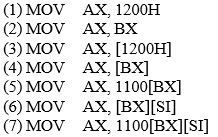 (1) MOV AX, 1200H
(2) MOV AX, BX
(3) MOV AX, [1200H]
(4) MOV AX, [BX]
(5) MOV AX, 1100[BX]
(6) MOV AX, [BX][SI]
(7) MOV AX, 1100[BX][SI]